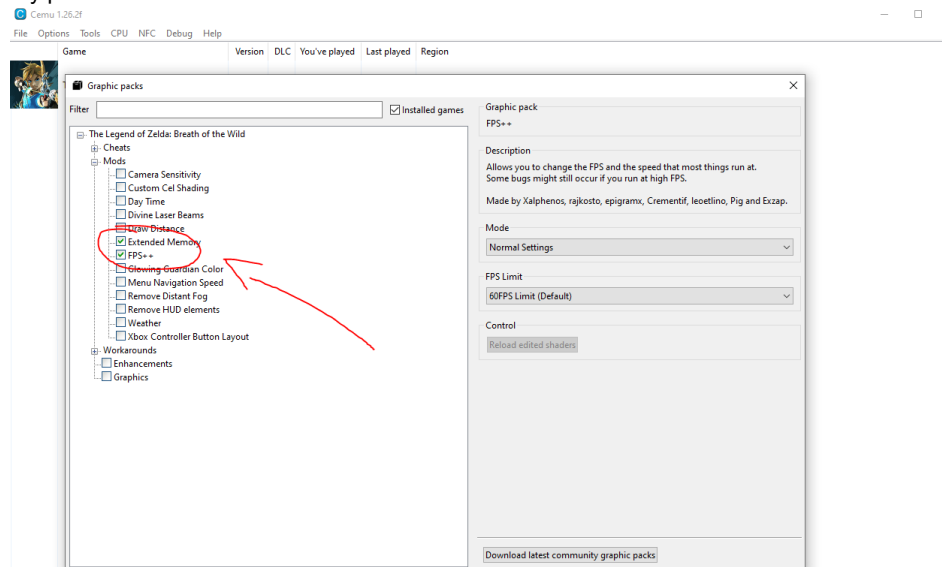 Cemu 1.26.2f
File Options Tools CPU NFC Debug Help
Game Version DLC You've played Last played Region
Graphic packs
Filter
Installed games
The Legend of Zelda: Breath of the Wild
Cheats
Mods
Camera Sensitivity
Custom Cel Shading
Day Time
Divine Laser Beams
Draw Distance
Extended Memory
FPS++
Glowing Guardian Color
Menu Navigation Speed
Remove Distant Fog
Remove HUD elements
Weather
Xbox Controller Button Layout
Workarounds
Enhancements
Graphics
Graphic pack
FPS++
Description
Allows you to change the FPS and the speed that most things run at.
Some bugs might still occur if you run at high FPS.
Made by Xalphenos, rajkosto, epigramx, Crementif, leoetlino, Pig and Exzap.
Mode
Normal Settings
FPS Limit
60FPS Limit (Default)
Control
Reload edited shaders
Download latest community graphic packs